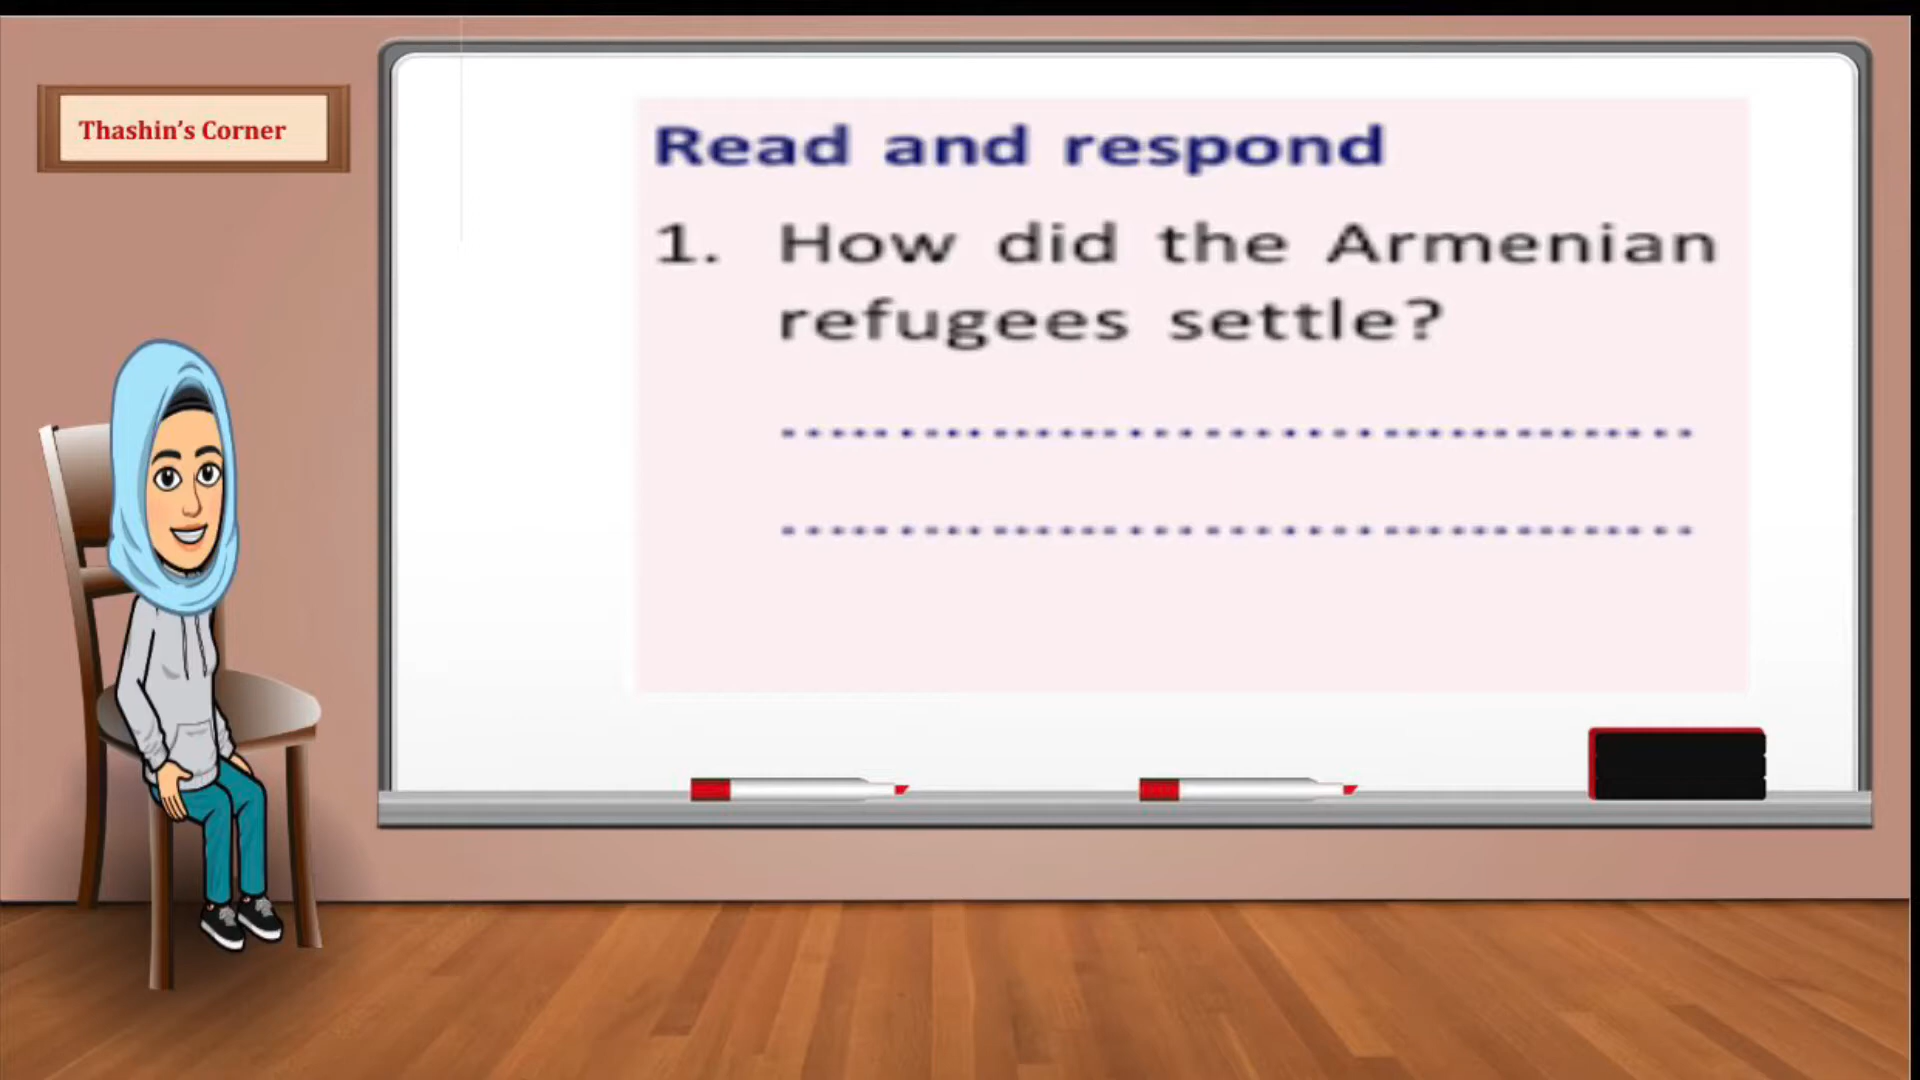 Thashin's Corner
Read and respond
1. How did the Armenian
refugees settle?